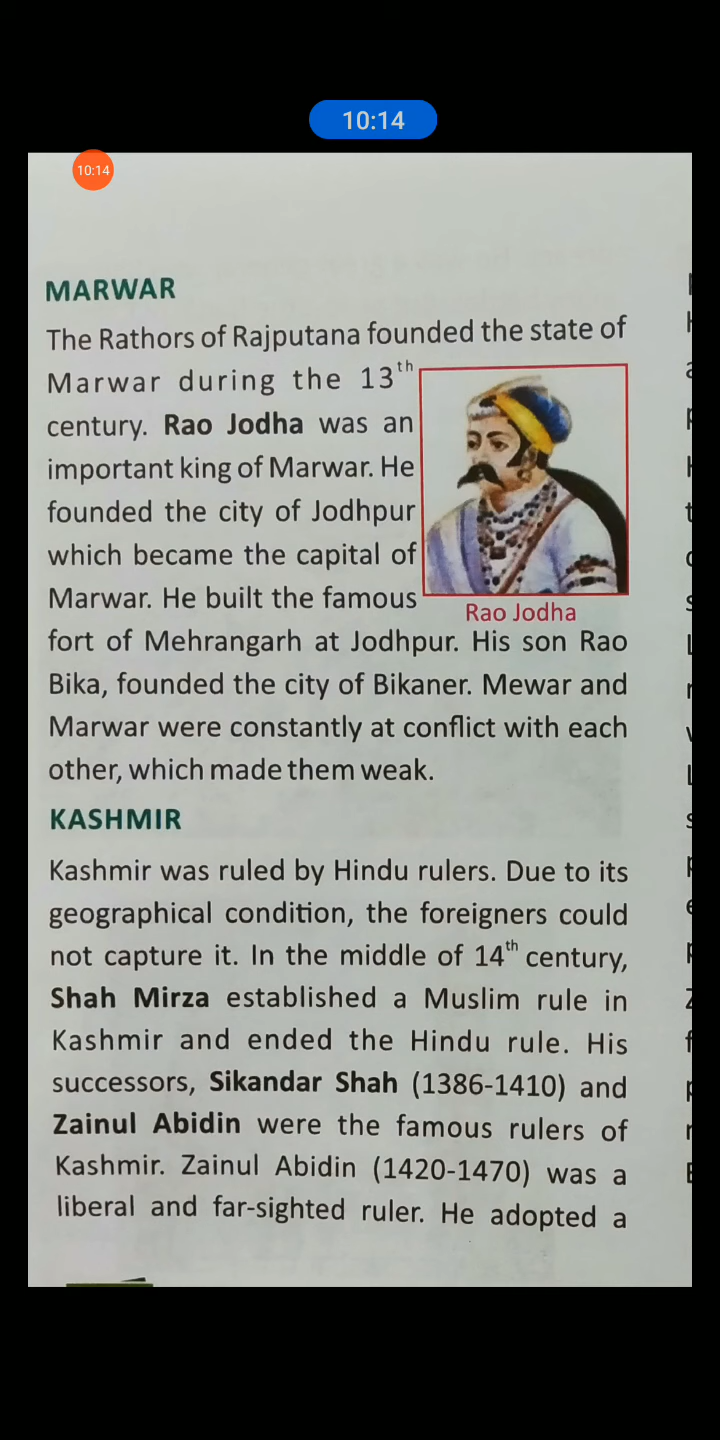 10:14
10:14
MARWAR
The Rathors of Rajputana founded the state of
Marwar during the 13th
century. Rao Jodha was an
important king of Marwar. He
founded the city of Jodhpur
which became the capital of
Marwar. He built the famous
Rao Jodha
fort of Mehrangarh at Jodhpur. His son Rao
Bika, founded the city of Bikaner. Mewar and
Marwar were constantly at conflict with each
other, which made them weak.
KASHMIR
Kashmir was ruled by Hindu rulers. Due to its
geographical condition, the foreigners could
not capture it. In the middle of 14th century,
Shah Mirza established a Muslim rule in
Kashmir and ended the Hindu rule. His
successors, Sikandar Shah (1386-1410) and
Zainul Abidin were the famous rulers of
Kashmir. Zainul Abidin (1420-1470) was a
liberal and far-sighted ruler. He adopted a